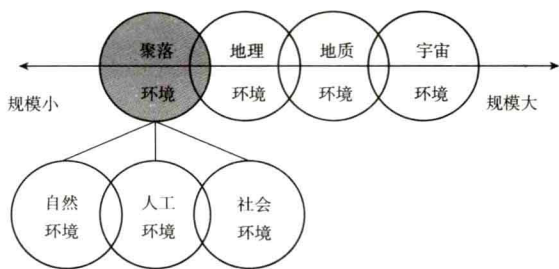 聚落 地理 地质 宇宙
环境 环境 环境 环境
规模小 规模大
自然 人工 社会
环境 环境 环境